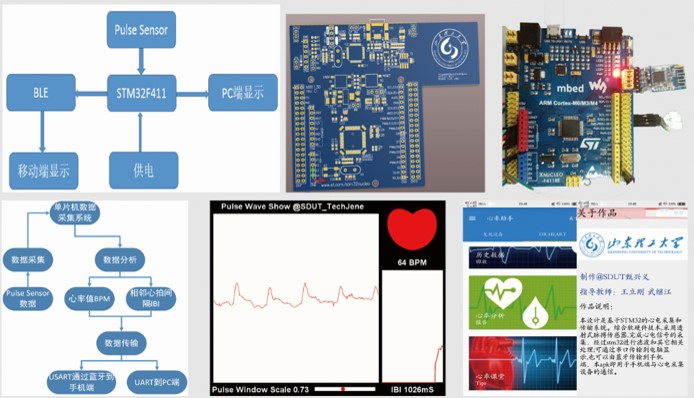 Pulse Sensor
BLE
STM32F411
PC端显示
移动端显示
供电
mbed
ARM Cortex-M0/M3/M4
ST
XNUCLEO
单片机数据
采集系统
数据采集
数据分析
Pulse Sensor
数据
心率值BPM
相邻心拍间
隔IBI
数据传输
USART通过蓝牙到
手机端
UART到PC端
Pulse Wave Show @SDUT_TechJene
64 BPM
Pulse Window Scale 0.73
IBI 1026mS
心率助手
历史数据
心率分析
心率课堂
关于作品
山东理工大学
制作@SDUT甄兴义
指导教师：王立刚 武继江
作品说明：
本设计是基于STM32的心电采集和
传输系统。综合软硬件技术,采用透
射式脉搏传感器,完成心电信号的采
集，经过stm32进行滤波和其它相关
处理;可通过串口传输到电脑显
示,也可以由蓝牙传输到手机
端。本apk即用于手机端与心电采集
设备的通信。